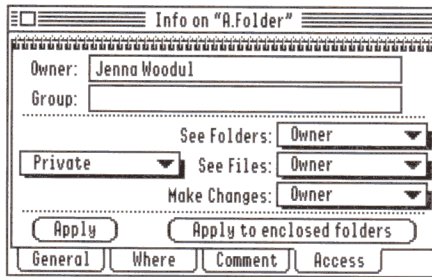 Info on "A.Folder"
Owner: Jenna Woodul
Group:
See Folders: Owner
Private See Files: Owner
Make Changes: Owner
Apply Apply to enclosed folders
General Where Comment Access